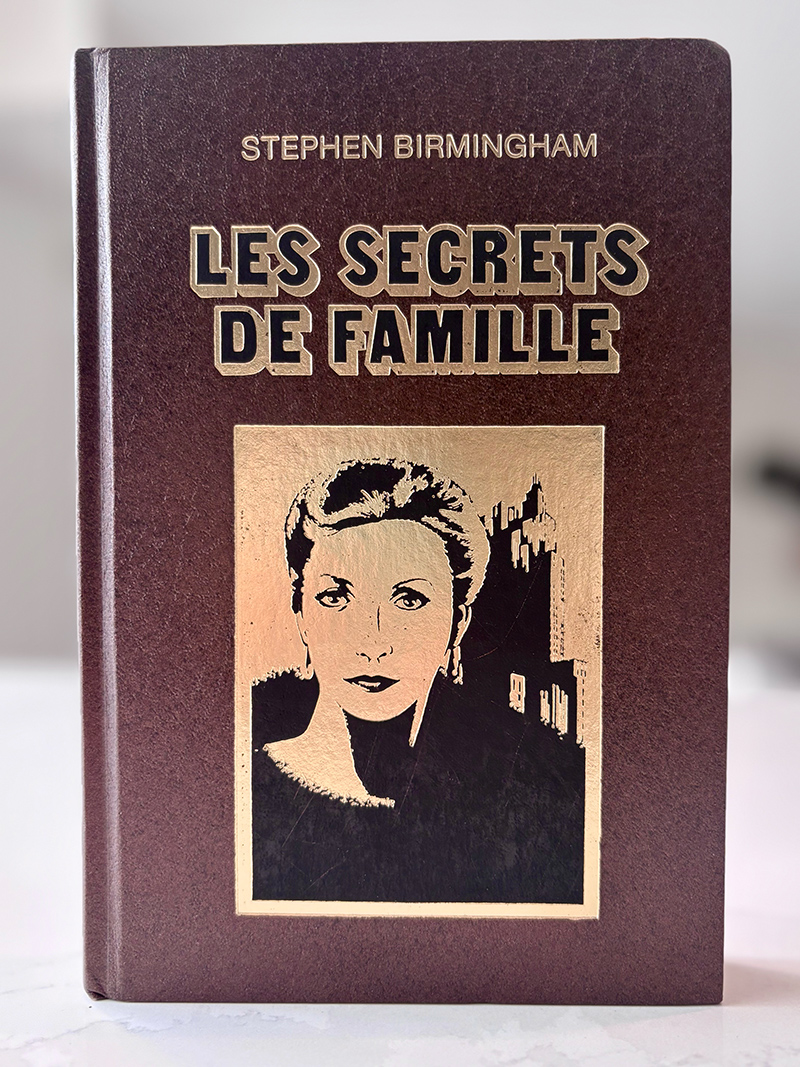 STEPHEN BIRMINGHAM
LES SECRETS
DE FAMILLE